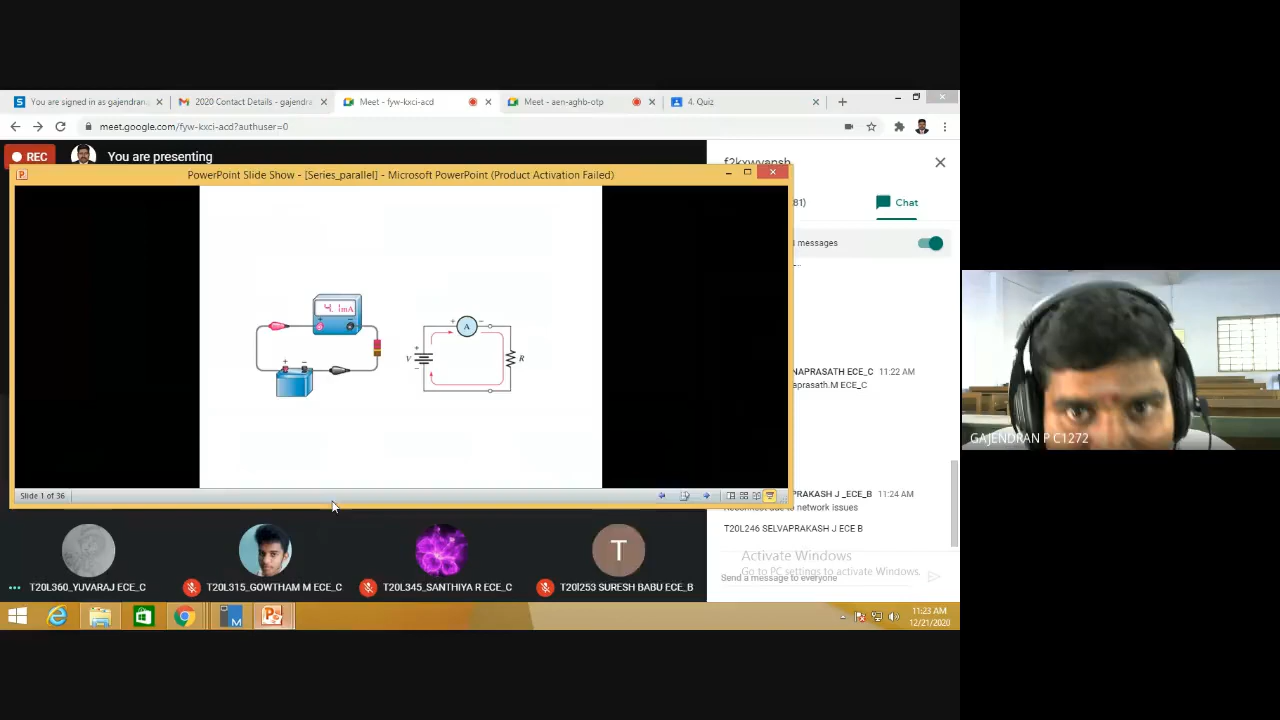 You are signed in as gajendran
2020 Contact Details - gajendra
Meet - fyw-kxci-acd
Meet - aen-aghb-otp
4. Quiz
meet.google.com/fyw-kxci-acd?authuser=0
REC
You are presenting
PowerPoint Slide Show - [Series_parallel] - Microsoft PowerPoint (Product Activation Failed)
81)
Chat
messages
4.1mA
+ -
+ -
+ A -
+
V
-
R
Slide 1 of 36
NAPRASATH ECE_C 11:22 AM
aprasath.M ECE_C
PRAKASH J _ECE_B 11:24 AM
due to network issues
T20L246 SELVAPRAKASH J ECE B
Activate Windows
Go to PC settings to activate Windows.
Send a message to everyone
T20L360_YUVARAJ ECE_C
T20L315_GOWTHAM M ECE_C
T20L345_SANTHIYA R ECE_C
T
T20l253 SURESH BABU ECE_B
11:23 AM
12/21/2020
GAJENDRAN P C1272